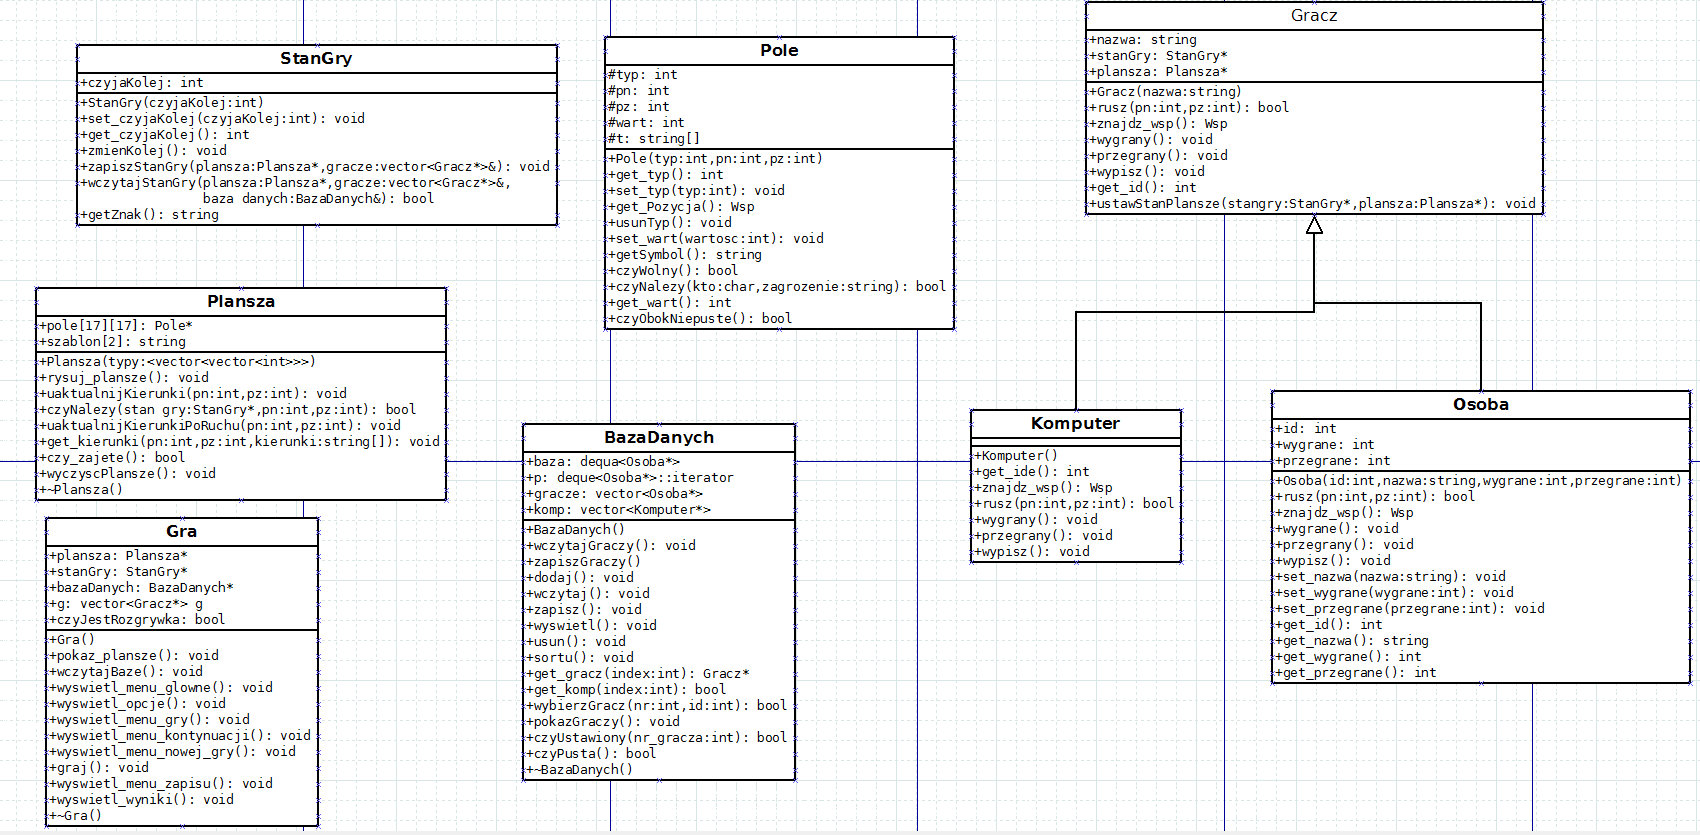 StanGry
+czyjaKolej: int
+StanGry(czyjaKolej:int)
+set_czyjaKolej(czyjaKolej:int): void
+get_czyjaKolej(): int
+zmienKolej(): void
+zapiszStanGry(plansza:Plansza*,gracze:vector<Gracz*>&): void
+wczytajStanGry(plansza:Plansza*,gracze:vector<Gracz*>&,
baza danych:BazaDanych&): bool
+getZnak(): string
Pole
#typ: int
#pn: int
#pz: int
#wart: int
#t: string[]
+Pole(typ:int,pn:int,pz:int)
+get_typ(): int
+set_typ(typ:int): void
+get_Pozycja(): Wsp
+usunTyp(): void
+set_wart(wartosc:int): void
+getSymbol(): string
+czyWolny(): bool
+czyNalezy(kto:char,zagrozenie:string): bool
+get_wart(): int
+czyObokNiepuste(): bool
Gracz
+nazwa: string
+stanGry: StanGry*
+plansza: Plansza*
+Gracz(nazwa:string)
+rusz(pn:int,pz:int): bool
+znajdz_wsp(): Wsp
+wygrany(): void
+przegrany(): void
+wypisz(): void
+get_id(): int
+ustawStanPlansze(stangry:StanGry*,plansza:Plansza*): void
Plansza
+pole[17][17]: Pole*
+szablon[2]: string
+Plansza(typy:<vector<vector<int>>>)
+rysuj_plansze(): void
+uaktualnijKierunki(pn:int,pz:int): void
+czyNalezy(stan gry:StanGry*,pn:int,pz:int): bool
+uaktualnijKierunkiPoRuchu(pn:int,pz:int): void
+get_kierunki(pn:int,pz:int,kierunki:string[]): void
+czy_zajete(): bool
+wyczyscPlansze(): void
+~Plansza()
Gra
+plansza: Plansza*
+stanGry: StanGry*
+bazaDanych: BazaDanych*
+g: vector<Gracz*> g
+czyJestRozgrywka: bool
+Gra()
+pokaz_plansze(): void
+wczytajBaze(): void
+wyswietl_menu_glowne(): void
+wyswietl_opcje(): void
+wyswietl_menu_gry(): void
+wyswietl_menu_kontynuacji(): void
+wyswietl_menu_nowej_gry(): void
+graj(): void
+wyswietl_menu_zapisu(): void
+wyswietl_wyniki(): void
+~Gra()
BazaDanych
+baza: dequa<Osoba*>
+p: deque<Osoba*>::iterator
+gracze: vector<Osoba*>
+komp: vector<Komputer*>
+BazaDanych()
+wczytajGraczy(): void
+zapiszGraczy()
+dodaj(): void
+wczytaj(): void
+zapisz(): void
+wyswietl(): void
+usun(): void
+sortu(): void
+get_gracz(index:int): Gracz*
+get_komp(index:int): bool
+wybierzGracz(nr:int,id:int): bool
+pokazGraczy(): void
+czyUstawiony(nr_gracza:int): bool
+czyPusta(): bool
+~BazaDanych()
Komputer
+Komputer()
+get_ide(): int
+znajdz_wsp(): Wsp
+rusz(pn:int,pz:int): bool
+wygrany(): void
+przegrany(): void
+wypisz(): void
Osoba
+id: int
+wygrane: int
+przegrane: int
+Osoba(id:int,nazwa:string,wygrane:int,przegrane:int)
+rusz(pn:int,pz:int): bool
+znajdz_wsp(): Wsp
+wygrane(): void
+przegrany(): void
+wypisz(): void
+set_nazwa(nazwa:string): void
+set_wygrane(wygrane:int): void
+set_przegrane(przegrane:int): void
+get_id(): int
+get_nazwa(): string
+get_wygrane(): int
+get_przegrane(): int